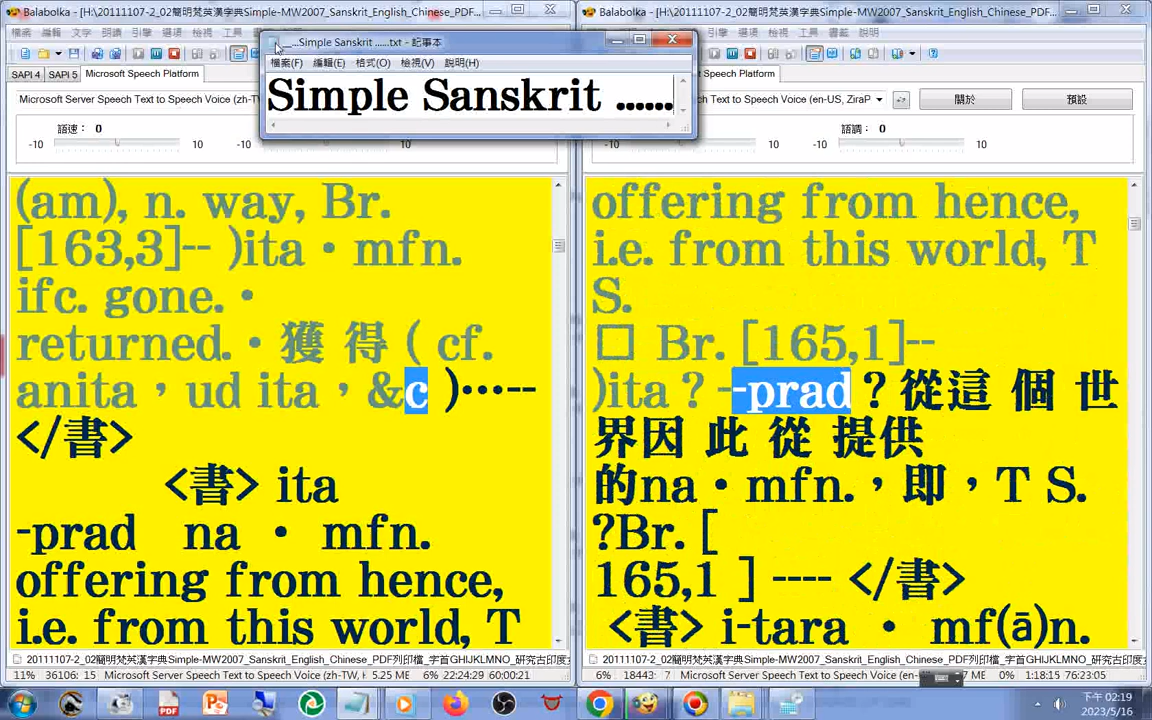 Balabolka - [H:\20111107-2_02簡明梵英漢字典Simple-MW2007_Sanskrit_English_Chinese_PDF...
檔案 編輯 文字 朗讀 選項 檢視 工具
SAPI 4 SAPI 5 Microsoft Speech Platform
Microsoft Server Speech Text to Speech Voice (zh-TW
語速： 0
-10 10 -10 10
(am), n. way, Br.
[163,3]-- )ita • mfn.
ifc. gone. •
returned. • 獲 得 ( cf.
anita，ud ita，&c )…--
</書>
<書> ita
-prad na • mfn.
offering from hence,
i.e. from this world, T
20111107-2_02簡明梵英漢字典Simple-MW2007_Sanskrit_English_Chinese_PDF列印檔_字首GHIJKLMNO_研究古印度
11% 36106: 15 Microsoft Server Speech Text to Speech Voice (zh-TW, 5.25 ME 6% 22:24:29 60:00:21
__...Simple Sanskrit ......txt - 記事本
檔案(F) 編輯(E) 格式(O) 檢視(V) 說明(H)
Simple Sanskrit ......
Balabolka - [H:\20111107-2_02簡明梵英漢字典Simple-MW2007_Sanskrit_English_Chinese_PDF...
Speech Platform
Microsoft Server Speech Text to Speech Voice (en-US, ZiraP 關於 預設
語調： 0
-10 10
offering from hence,
i.e. from this world, T
S.
□ Br. [165,1]--
)ita ? --prad ? 從這 個 世
界因 此 從 提供
的na • mfn.，即，T S.
?Br. [
165,1 ] ---- </書>
<書> i-tara • mf(ā)n.
20111107-2_02簡明梵英漢字典Simple-MW2007_Sanskrit_English_Chinese_PDF列印檔_字首GHIJKLMNO_研究古印度
6% 18443: Microsoft Server Speech Text to Speech Voice 0% 1:18:15 76:23:05
下午 02:19
2023/5/16